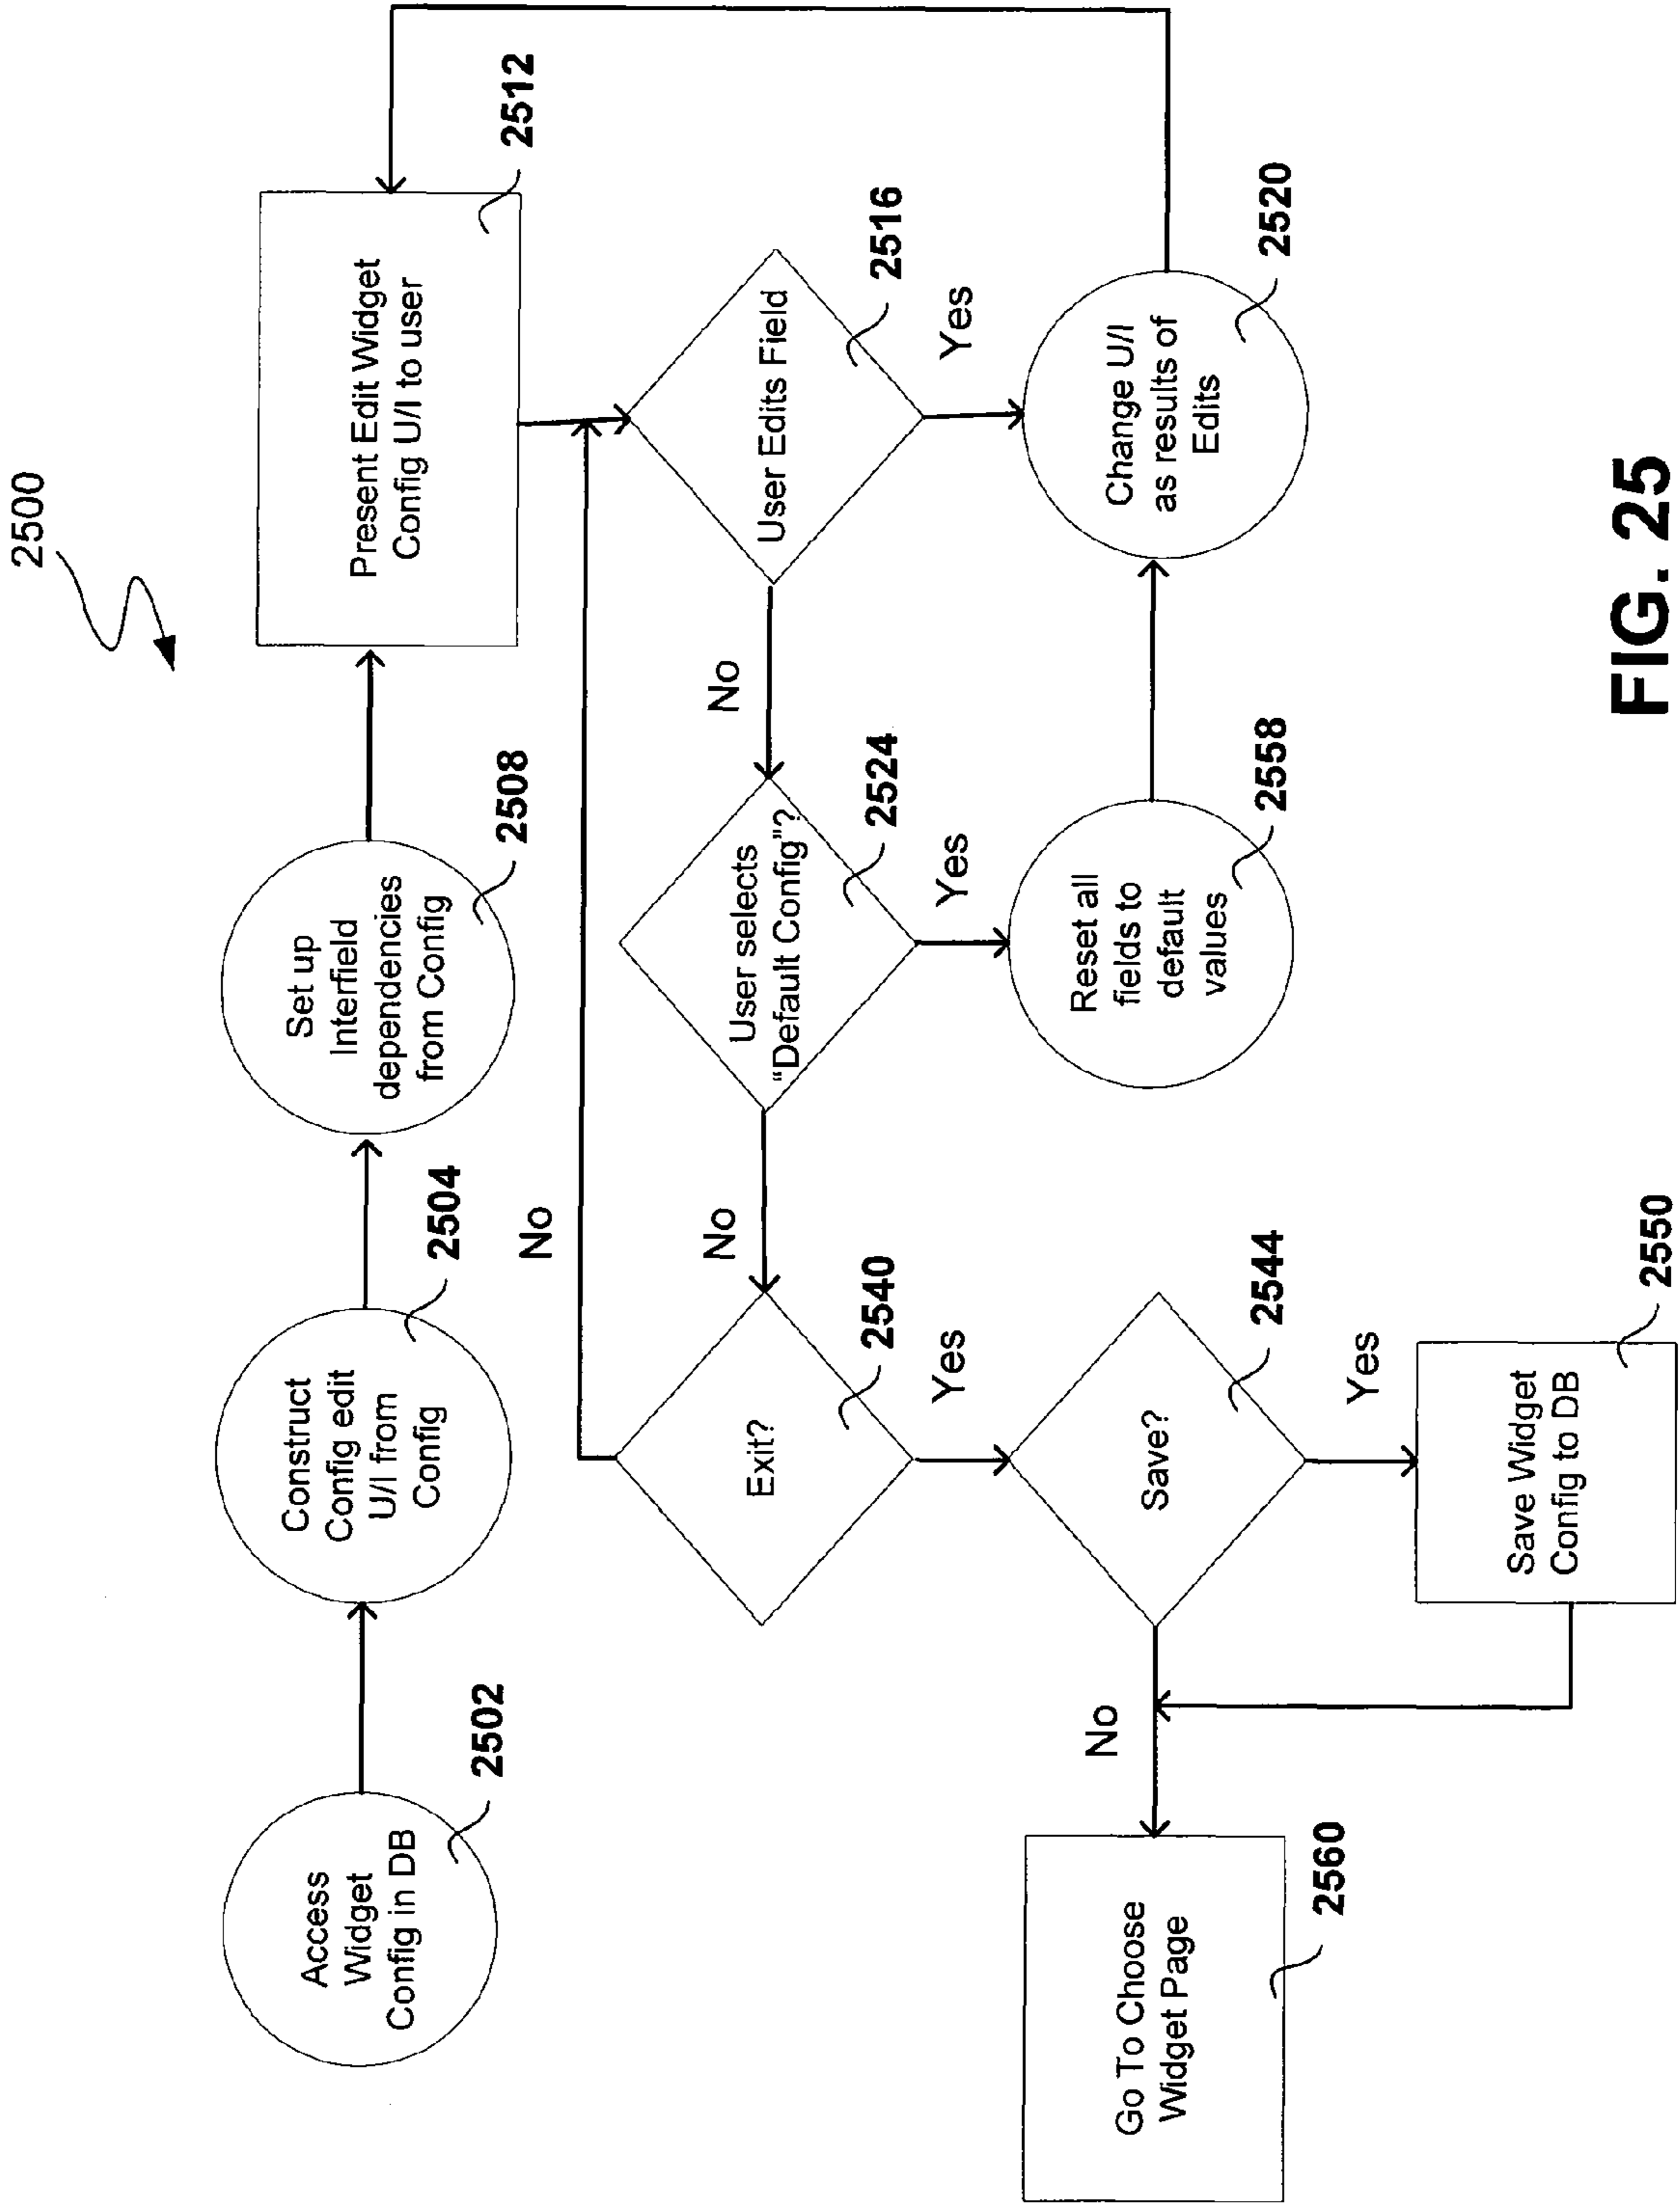 2500
Access
Widget
Config in DB
2502
Construct
Config edit
U/I from
Config
2504
Set up
Interfield
dependencies
from Config
2508
Present Edit Widget
Config U/I to user
2512
No
Exit?
2540
No
User selects
“Default Config”?
2524
No
User Edits Field
2516
Yes
Yes
Yes
Go To Choose
Widget Page
2560
No
Save?
2544
Reset all
fields to
default
values
2558
Change U/I
as results of
Edits
2520
Yes
Save Widget
Config to DB
2550
FIG. 25